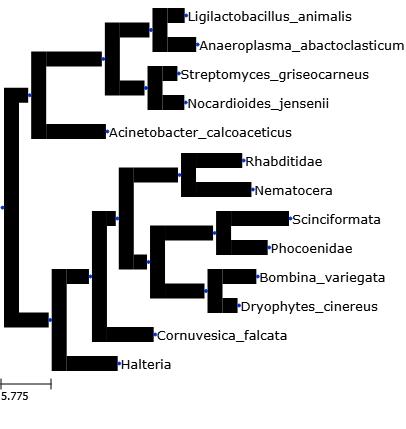 Ligilactobacillus_animalis
Anaeroplasma_abactoclasticum
Streptomyces_griseocarneus
Nocardioides_jensenii
Acinetobacter_calcoaceticus
Rhabditidae
Nematocera
Scinciformata
Phocoenidae
Bombina_variegata
Dryophytes_cinereus
Cornuvesica_falcata
Halteria
5.775